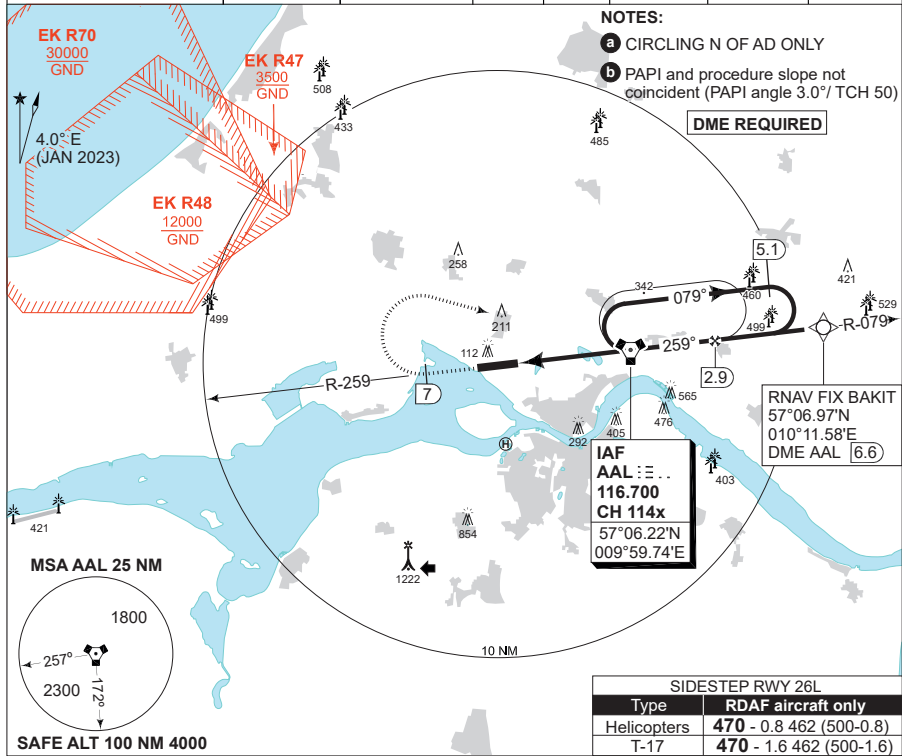 NOTES:
a CIRCLING N OF AD ONLY
b PAPI and procedure slope not
coincident (PAPI angle 3.0°/ TCH 50)
DME REQUIRED
EK R70
30000
GND
EK R47
3500
GND
4.0° E
(JAN 2023)
EK R48
12000
GND
508
433
485
258
211
112
499
342
079°
460
5.1
499
421
529
R-079
259°
2.9
R-259
7
565
476
405
292
H
403
RNAV FIX BAKIT
57°06.97'N
010°11.58'E
DME AAL 6.6
IAF
AAL
116.700
CH 114x
57°06.22'N
009°59.74'E
421
854
1222
10 NM
MSA AAL 25 NM
1800
257°
2300
172°
SAFE ALT 100 NM 4000
SIDESTEP RWY 26L
Type RDAF aircraft only
Helicopters 470 - 0.8 462 (500-0.8)
T-17 470 - 1.6 462 (500-1.6)